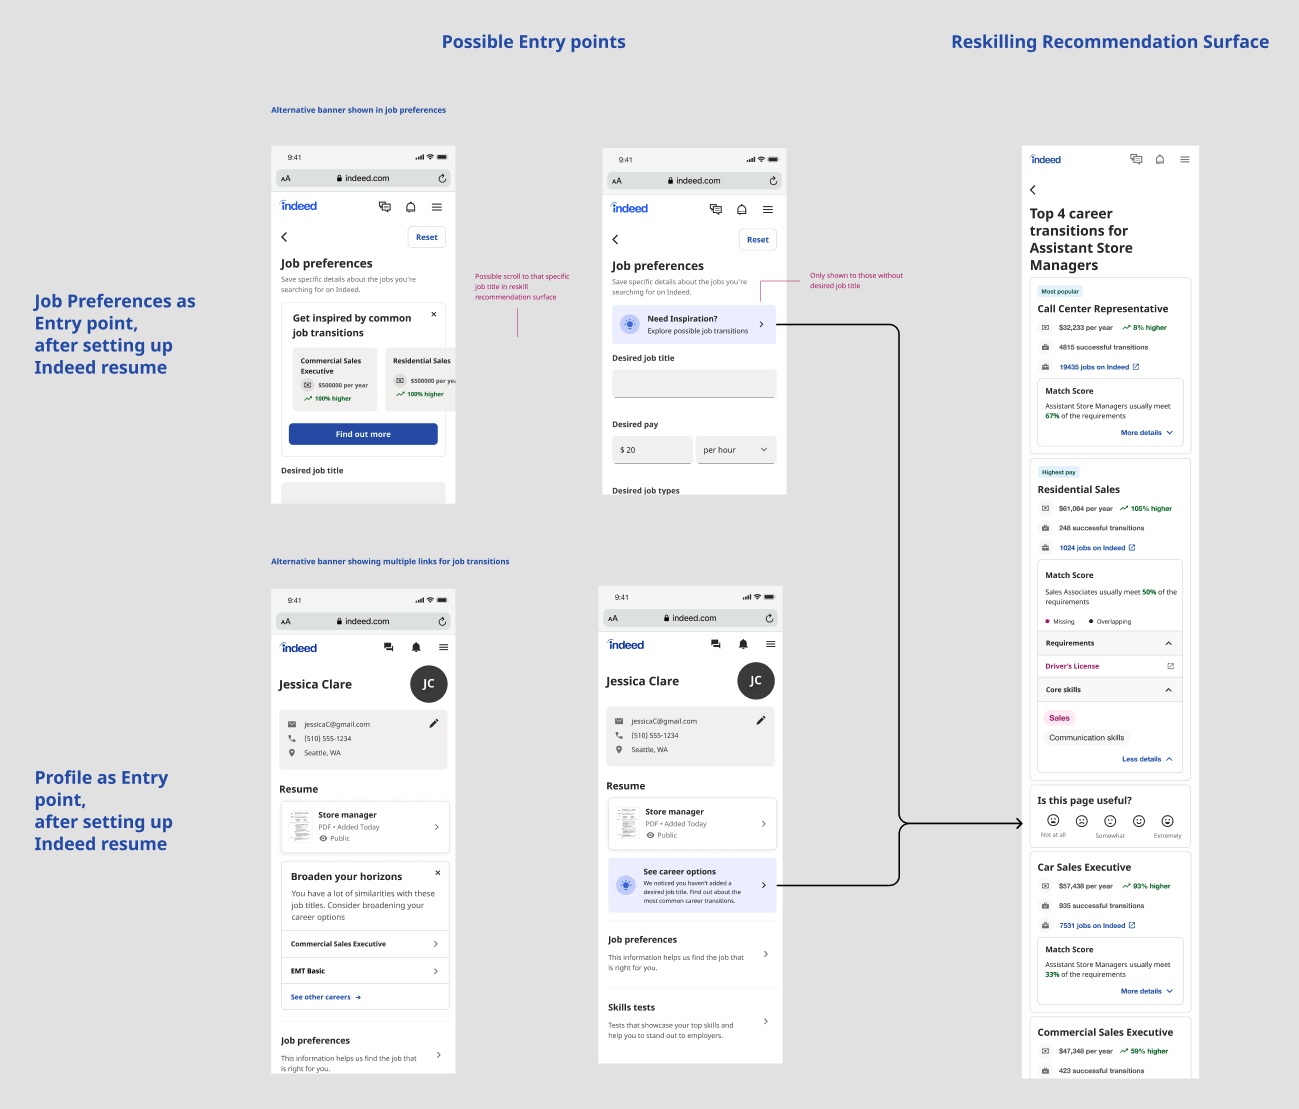 Possible Entry points
Reskilling Recommendation Surface
Job Preferences as
Entry point,
after setting up
Indeed resume
Alternative banner shown in job preferences
9:41
AA
indeed.com
indeed
Reset
Job preferences
Save specific details about the jobs you're
searching for on Indeed.
Get inspired by common
job transitions
Commercial Sales
Executive
$500000 per year
100% higher
Residential Sales
$500000 per yea
100% higher
Find out more
Desired job title
Possible scroll to that specific
job title in reskill
recommendation surface
9:41
AA
indeed.com
indeed
Reset
Job preferences
Save specific details about the jobs you're
searching for on Indeed.
Need Inspiration?
Explore possible job transitions
Desired job title
Desired pay
$ 20
per hour
Desired job types
Only shown to those without
desired job title
Profile as Entry
point,
after setting up
Indeed resume
Alternative banner showing multiple links for job transitions
9:41
AA
indeed.com
indeed
Jessica Clare
JC
jessicaC@gmail.com
(510) 555-1234
Seattle, WA
Resume
Store manager
PDF • Added Today
Public
Broaden your horizons
You have a lot of similarities with these
job titles. Consider broadening your
career options
Commercial Sales Executive
EMT Basic
See other careers
Job preferences
This information helps us find the job that
is right for you.
9:41
AA
indeed.com
indeed
Jessica Clare
JC
jessicaC@gmail.com
(510) 555-1234
Seattle, WA
Resume
Store manager
PDF • Added Today
Public
See career options
We noticed you haven't added a
desired job title. Find out about the
most common career transitions.
Job preferences
This information helps us find the job that
is right for you.
Skills tests
Tests that showcase your top skills and
help you to stand out to employers.
indeed
Top 4 career
transitions for
Assistant Store
Managers
Most popular
Call Center Representative
$32,233 per year
8% higher
4815 successful transitions
19435 jobs on Indeed
Match Score
Assistant Store Managers usually meet
67% of the requirements
More details
Highest pay
Residential Sales
$61,064 per year
105% higher
246 successful transitions
1024 jobs on Indeed
Match Score
Sales Associates usually meet 50% of the
requirements
Missing
Overlapping
Requirements
Driver's License
Core skills
Sales
Communication skills
Less details
Is this page useful?
Not at all
Somewhat
Extremely
Car Sales Executive
$57,438 per year
93% higher
935 successful transitions
7531 jobs on Indeed
Match Score
Assistant Store Managers usually meet
33% of the requirements
More details
Commercial Sales Executive
$47,348 per year
59% higher
423 successful transitions